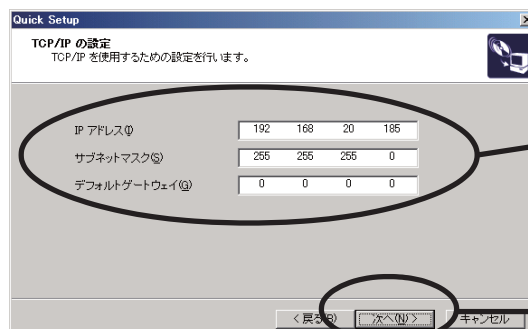 Quick Setup
TCP/IP の設定
TCP/IP を使用するための設定を行います。
IP アドレス(I) 192 168 20 185
サブネットマスク(S) 255 255 255 0
デフォルトゲートウェイ(G) 0 0 0 0
< 戻る(B) 次へ(N) > キャンセル